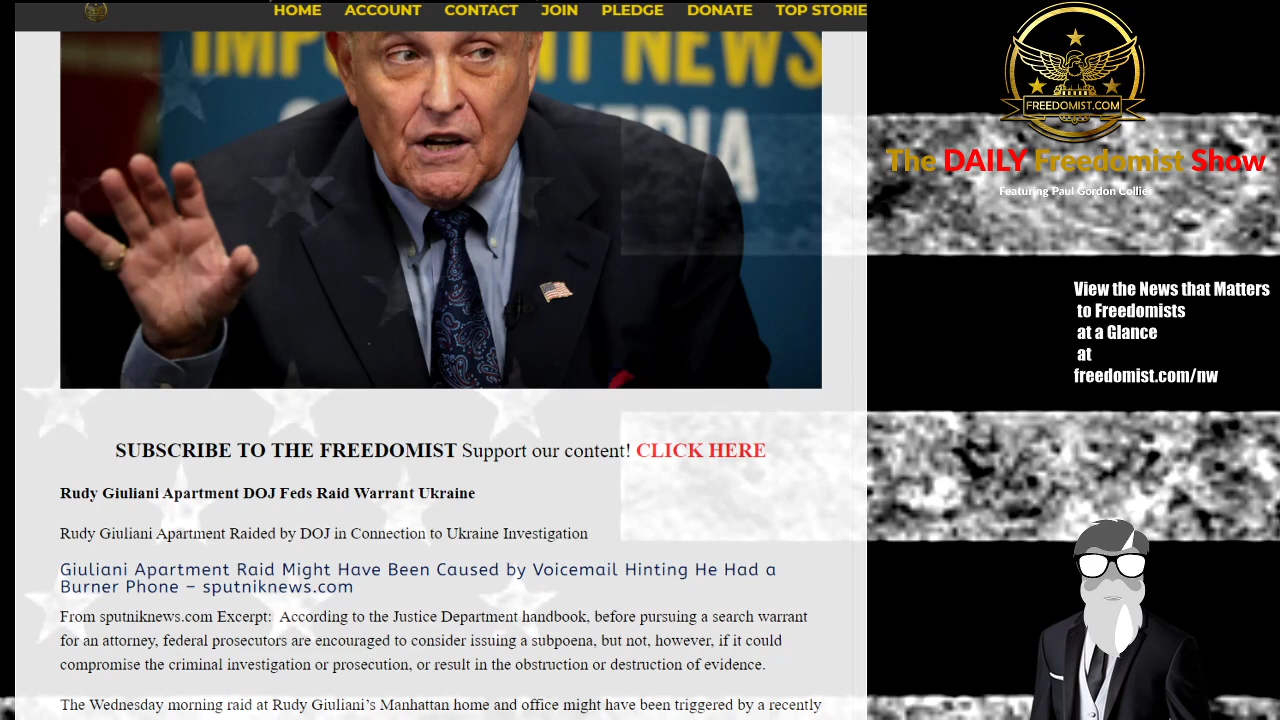 HOME ACCOUNT CONTACT JOIN PLEDGE DONATE TOP STORIE
FREEDOMIST.COM
The DAILY Freedomist Show
Featuring Paul Gordon Collier
View the News that Matters
to Freedomists
at a Glance
at
freedomist.com/nw
SUBSCRIBE TO THE FREEDOMIST Support our content! CLICK HERE
Rudy Giuliani Apartment DOJ Feds Raid Warrant Ukraine
Rudy Giuliani Apartment Raided by DOJ in Connection to Ukraine Investigation
Giuliani Apartment Raid Might Have Been Caused by Voicemail Hinting He Had a
Burner Phone – sputniknews.com
From sputniknews.com Excerpt: According to the Justice Department handbook, before pursuing a search warrant
for an attorney, federal prosecutors are encouraged to consider issuing a subpoena, but not, however, if it could
compromise the criminal investigation or prosecution, or result in the obstruction or destruction of evidence.
The Wednesday morning raid at Rudy Giuliani's Manhattan home and office might have been triggered by a recently